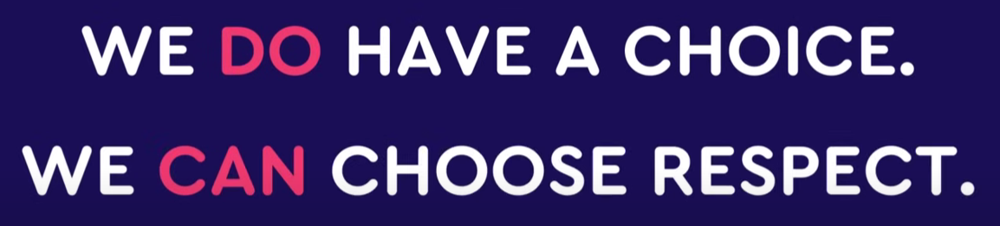 WE DO HAVE A CHOICE.
WE CAN CHOOSE RESPECT.